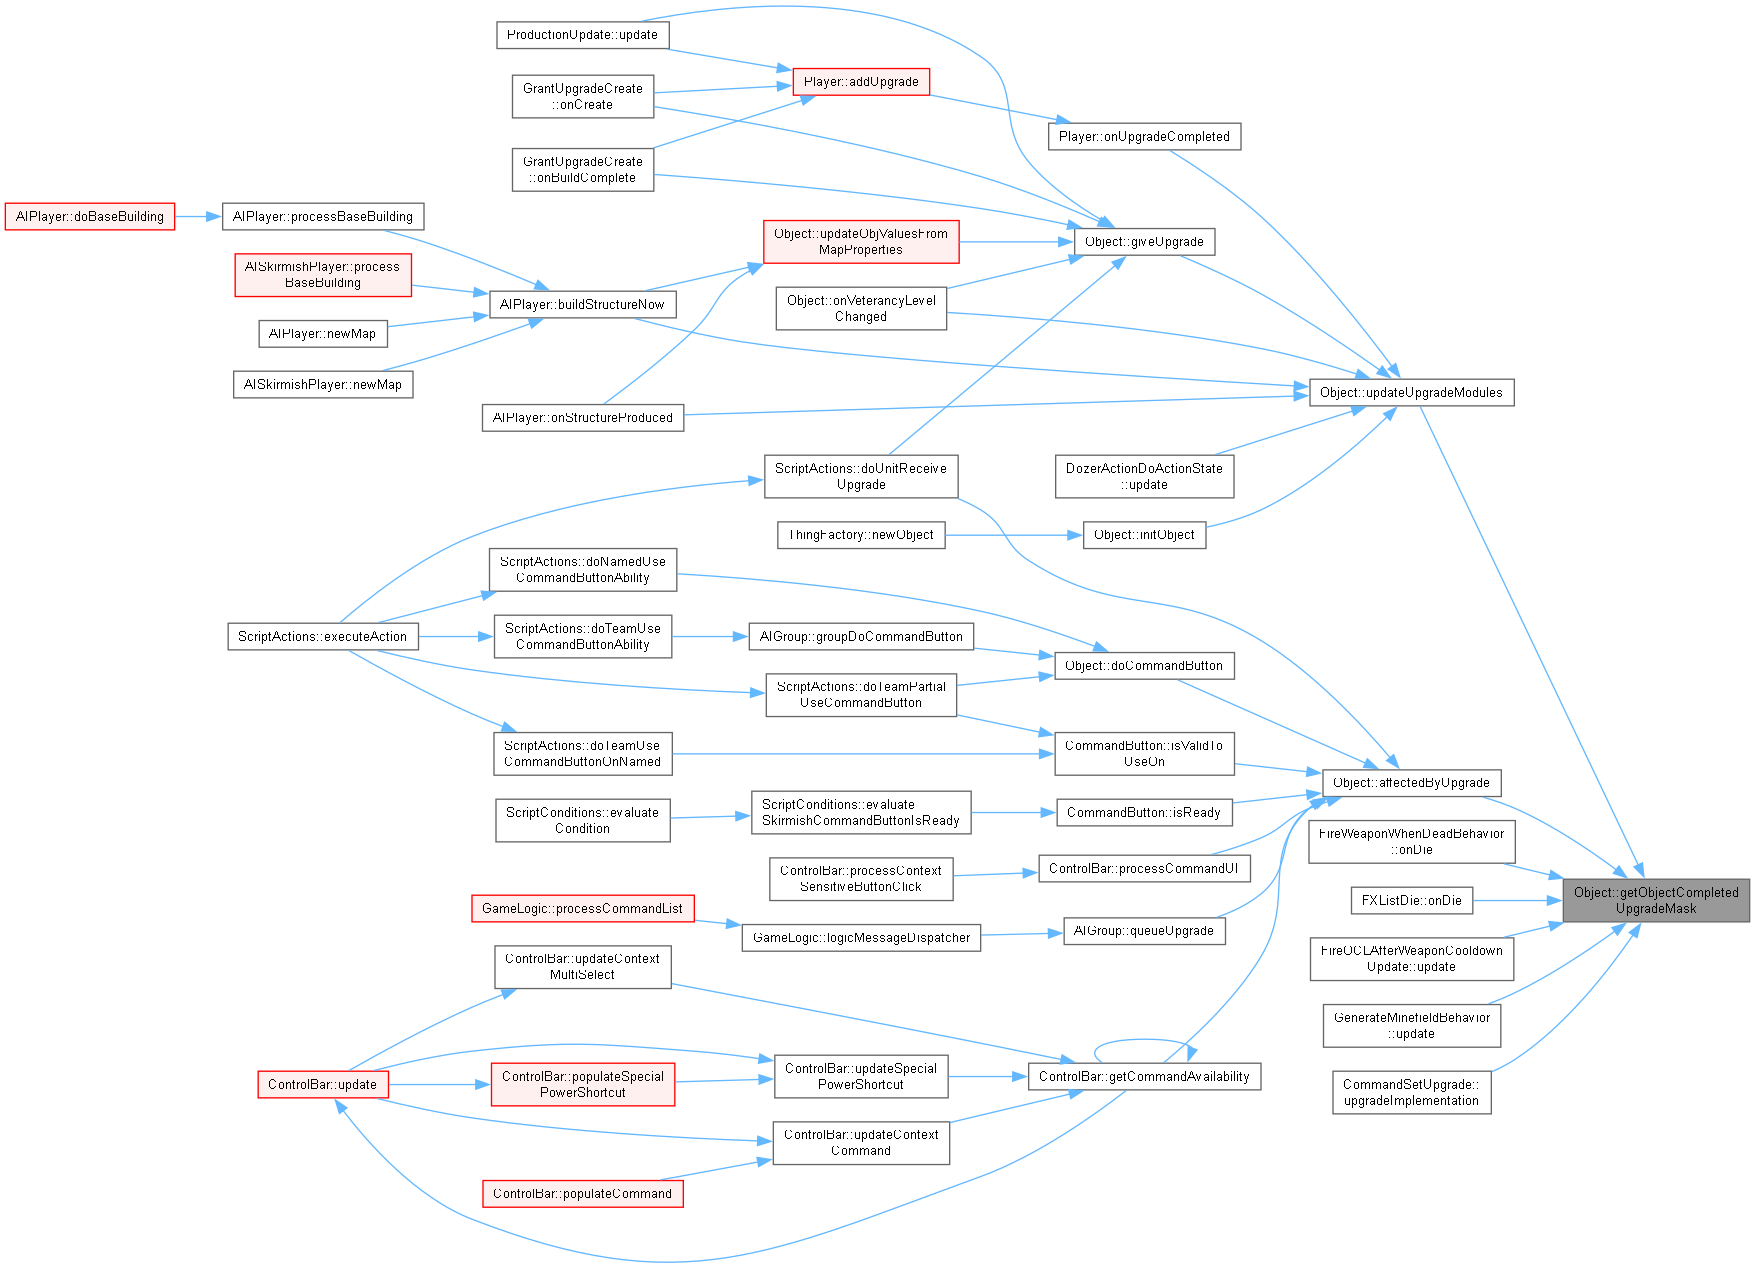 ProductionUpdate::update
GrantUpgradeCreate
::onCreate
Player::addUpgrade
Player::onUpgradeCompleted
GrantUpgradeCreate
::onBuildComplete
AIPlayer::doBaseBuilding
AIPlayer::processBaseBuilding
Object::updateObjValuesFrom
MapProperties
Object::giveUpgrade
AISkirmishPlayer::process
BaseBuilding
AIPlayer::buildStructureNow
Object::onVeterancyLevel
Changed
AIPlayer::newMap
AISkirmishPlayer::newMap
AIPlayer::onStructureProduced
Object::updateUpgradeModules
ScriptActions::doUnitReceive
Upgrade
DozerActionDoActionState
::update
ThingFactory::newObject
Object::initObject
ScriptActions::doNamedUse
CommandButtonAbility
ScriptActions::executeAction
ScriptActions::doTeamUse
CommandButtonAbility
AIGroup::groupDoCommandButton
Object::doCommandButton
ScriptActions::doTeamPartial
UseCommandButton
ScriptActions::doTeamUse
CommandButtonOnNamed
CommandButton::isValidTo
UseOn
Object::affectedByUpgrade
ScriptConditions::evaluate
Condition
ScriptConditions::evaluate
SkirmishCommandButtonIsReady
CommandButton::isReady
FireWeaponWhenDeadBehavior
::onDie
ControlBar::processContext
SensitiveButtonClick
ControlBar::processCommandUI
Object::getObjectCompleted
UpgradeMask
FXListDie::onDie
GameLogic::processCommandList
GameLogic::logicMessageDispatcher
AIGroup::queueUpgrade
FireOCLAfterWeaponCooldown
Update::update
ControlBar::updateContext
MultiSelect
GenerateMinefieldBehavior
::update
ControlBar::update
ControlBar::populateSpecial
PowerShortcut
ControlBar::updateSpecial
PowerShortcut
ControlBar::getCommandAvailability
CommandSetUpgrade::
upgradeImplementation
ControlBar::updateContext
Command
ControlBar::populateCommand